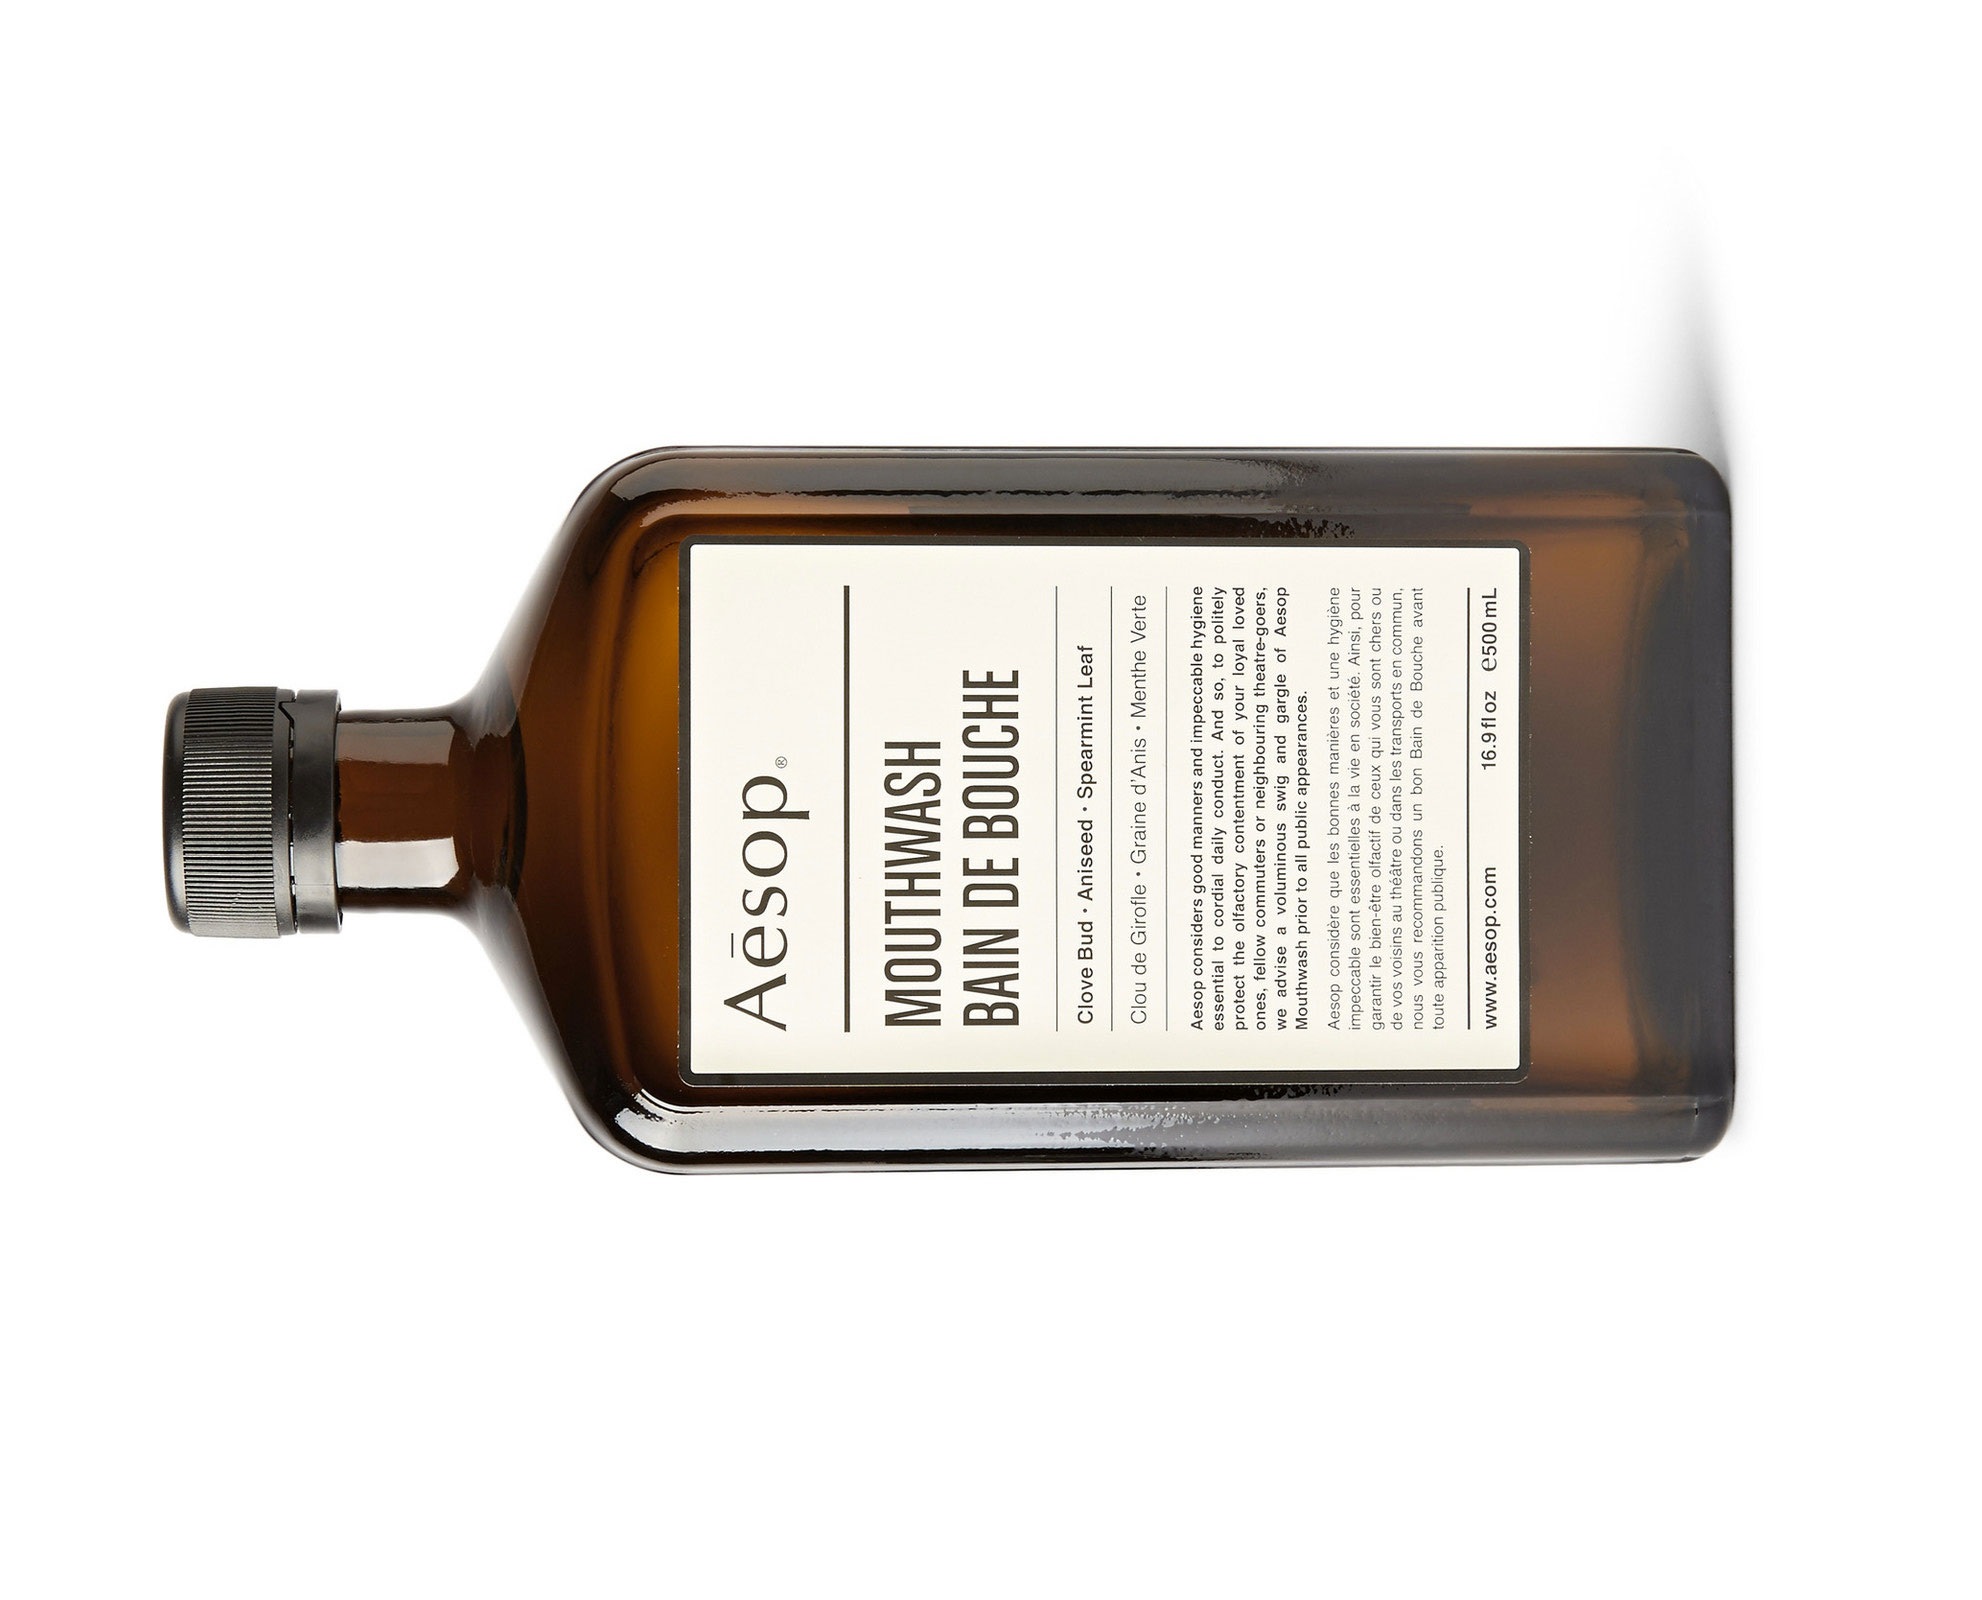 Aēsop®
MOUTHWASH
BAIN DE BOUCHE
Clove Bud • Aniseed • Spearmint Leaf
Clou de Girofle • Graine d'Anis • Menthe Verte
Aesop considers good manners and impeccable hygiene
essential to cordial daily conduct. And so, to politely
protect the olfactory contentment of your loyal loved
ones, fellow commuters or neighbouring theatre-goers,
we advise a voluminous swig and gargle of Aesop
Mouthwash prior to all public appearances.
Aesop considère que les bonnes manières et une hygiène
impeccable sont essentielles à la vie en société. Ainsi, pour
garantir le bien-être olfactif de ceux qui vous sont chers ou
de vos voisins au théâtre ou dans les transports en commun,
nous vous recommandons un bon Bain de Bouche avant
toute apparition publique.
www.aesop.com 16.9 fl oz ℮500 mL